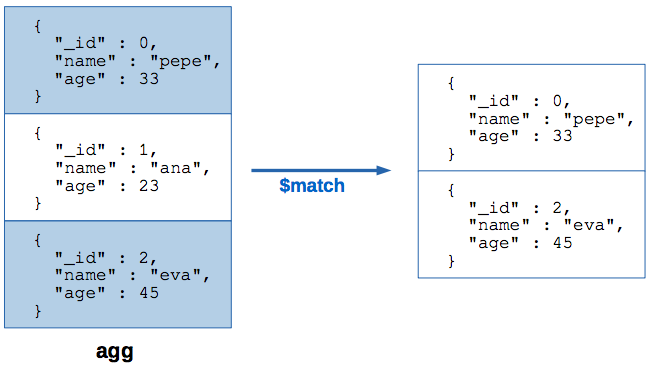 {
"_id" : 0,
"name" : "pepe",
"age" : 33
}
{
"_id" : 1,
"name" : "ana",
"age" : 23
}
{
"_id" : 2,
"name" : "eva",
"age" : 45
}
agg
$match
{
"_id" : 0,
"name" : "pepe",
"age" : 33
}
{
"_id" : 2,
"name" : "eva",
"age" : 45
}